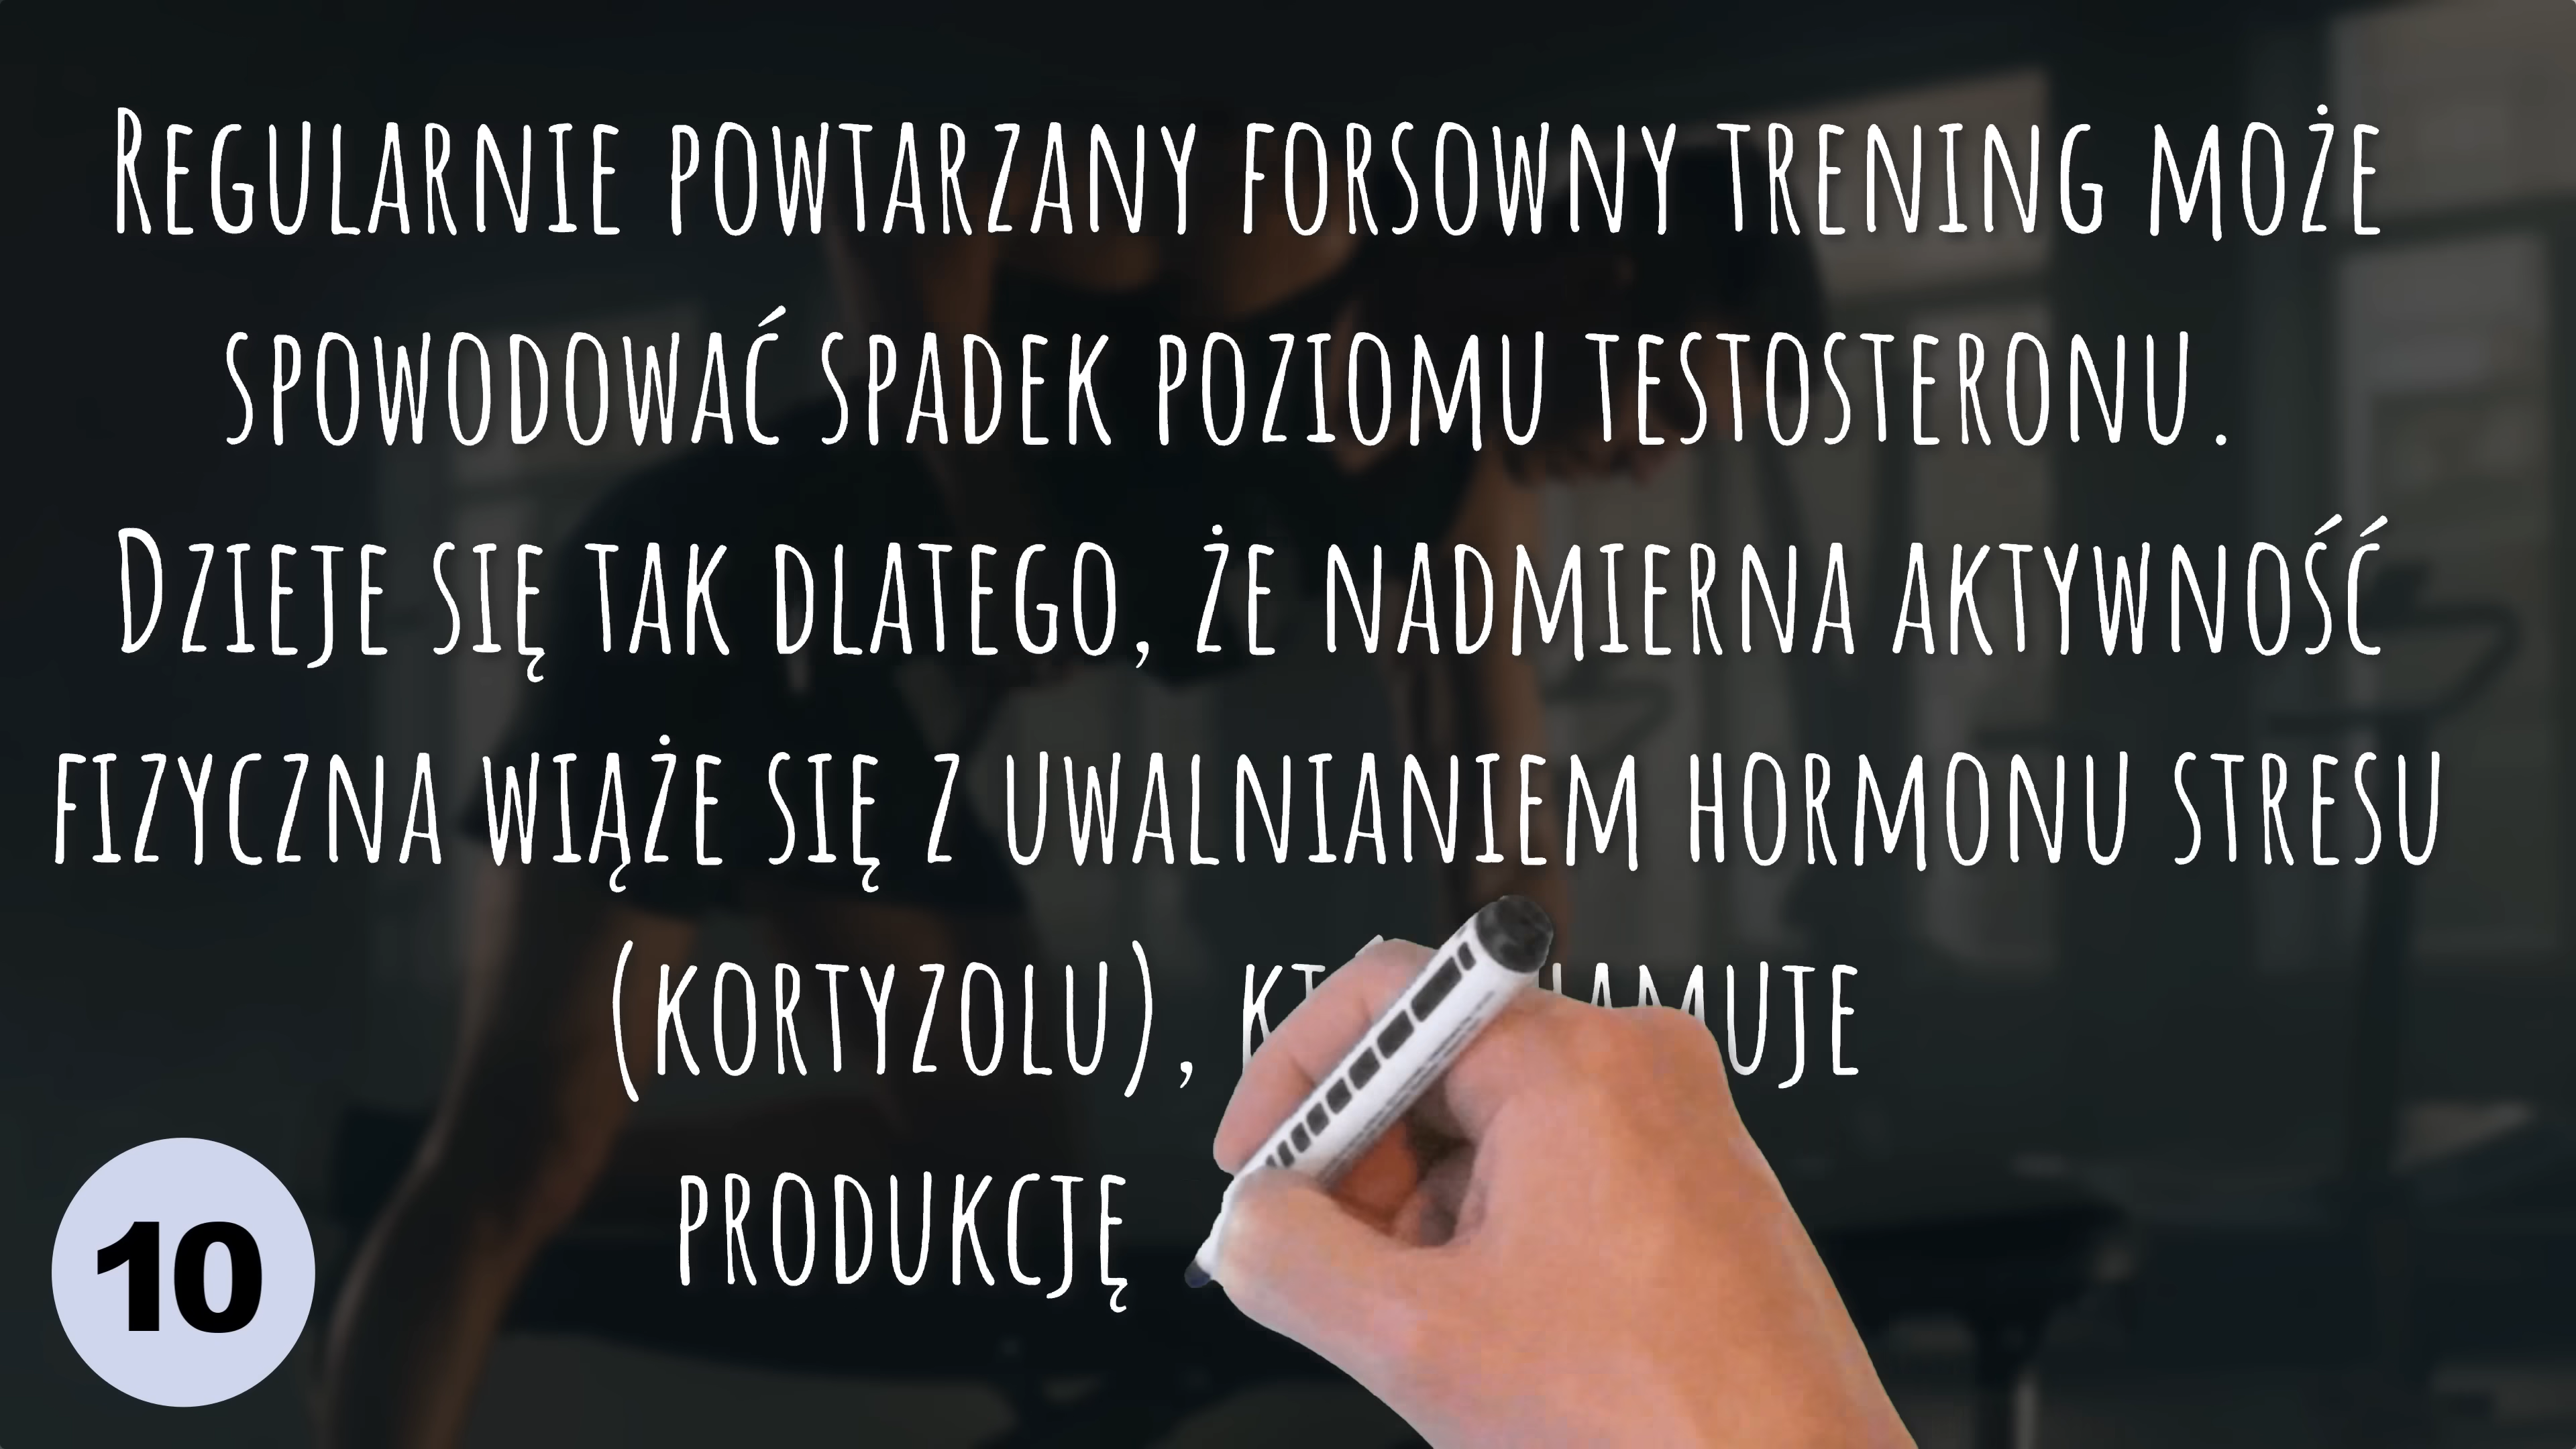 Regularnie powtarzany forsowny trening może
spowodować spadek poziomu testosteronu.
Dzieje się tak dlatego, że nadmierna aktywność
fizyczna wiąże się z uwalnianiem hormonu stresu
(kortyzolu),
produkcję
10